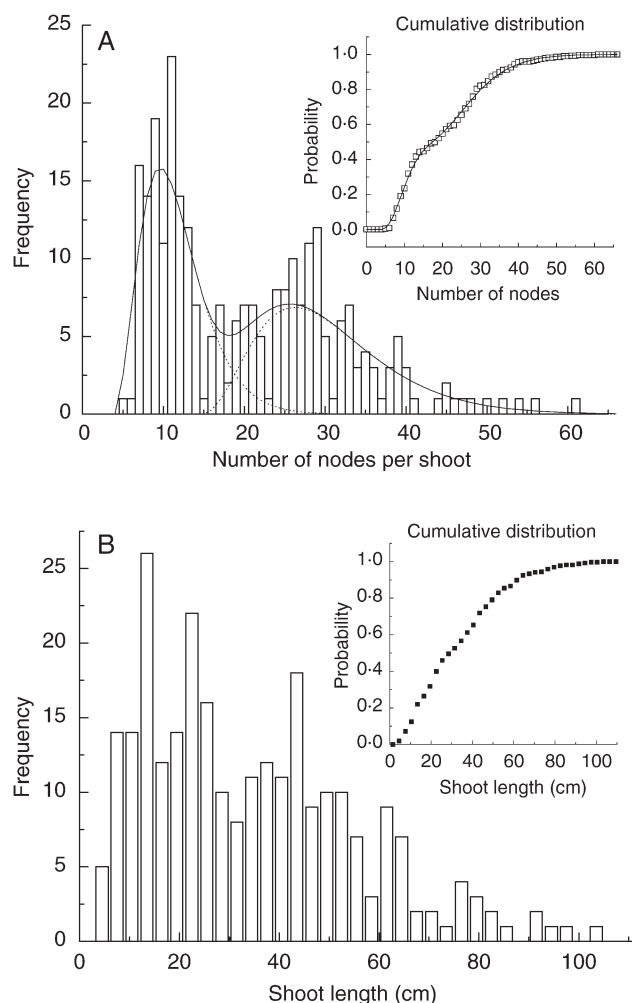 A
Cumulative distribution
25
20
15
10
5
0
Frequency
0 10 20 30 40 50 60
Number of nodes per shoot
1·0
0·8
0·6
0·4
0·2
0·0
Probability
0 10 20 30 40 50 60
Number of nodes
B
Cumulative distribution
25
20
15
10
5
0
Frequency
0 20 40 60 80 100
Shoot length (cm)
1·0
0·8
0·6
0·4
0·2
0·0
Probability
0 20 40 60 80 100
Shoot length (cm)